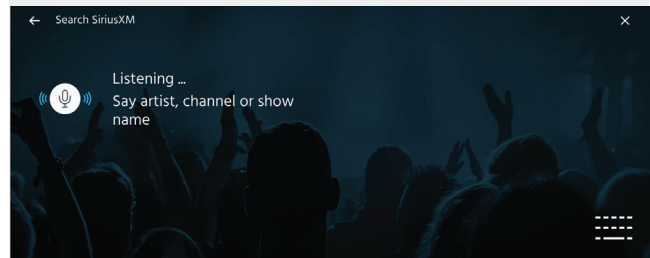 Search SiriusXM
Listening ...
Say artist, channel or show
name